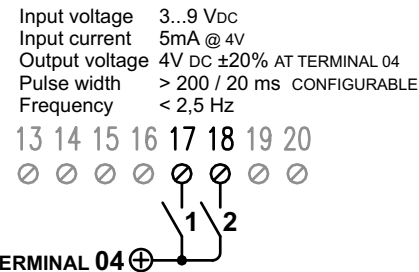 Input voltage 3...9 VDC
Input current 5mA @ 4V
Output voltage 4V DC ±20% AT TERMINAL 04
Pulse width > 200 / 20 ms CONFIGURABLE
Frequency < 2,5 Hz
13 14 15 16 17 18 19 20
1 2
ERMINAL 04